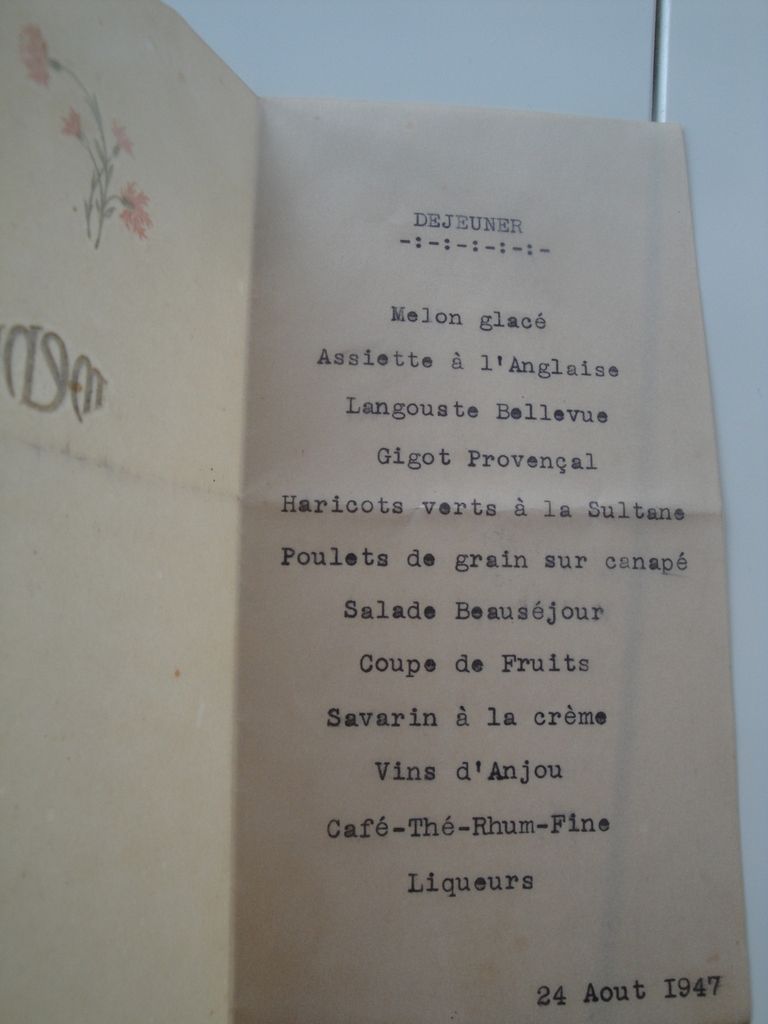 DEJEUNER
-:-:-:-:-:-
Melon glacé
Assiette à l'Anglaise
Langouste Bellevue
Gigot Provençal
Haricots verts à la Sultane
Poulets de grain sur canapé
Salade Beauséjour
Coupe de Fruits
Savarin à la crème
Vins d'Anjou
Café-Thé-Rhum-Fine
Liqueurs
24 Aout I947